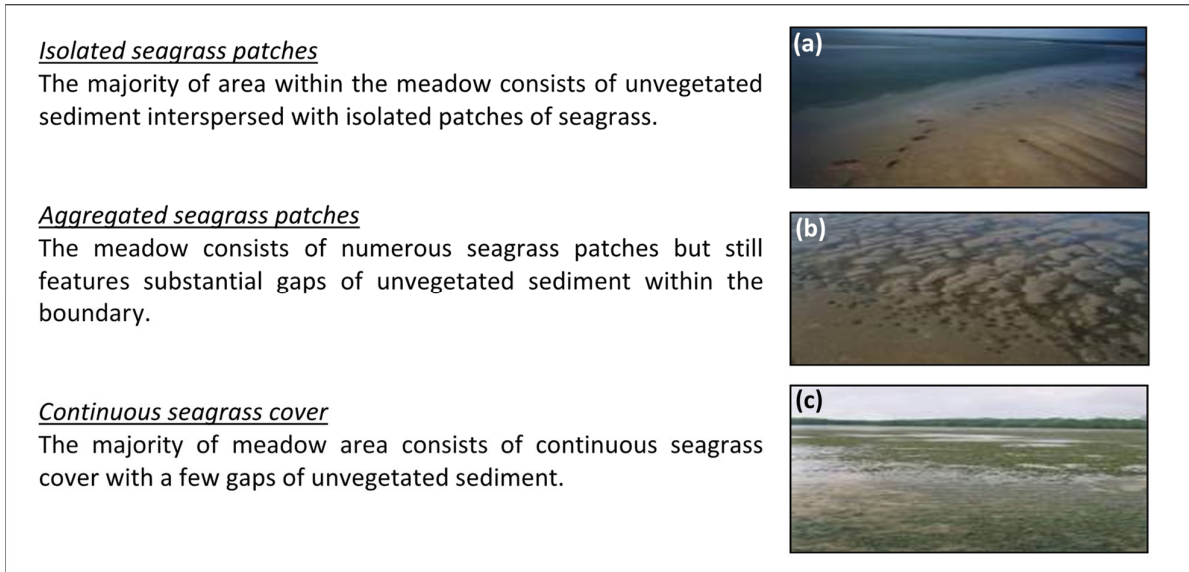 Isolated seagrass patches
The majority of area within the meadow consists of unvegetated
sediment interspersed with isolated patches of seagrass.
(a)
Aggregated seagrass patches
The meadow consists of numerous seagrass patches but still
features substantial gaps of unvegetated sediment within the
boundary.
(b)
Continuous seagrass cover
The majority of meadow area consists of continuous seagrass
cover with a few gaps of unvegetated sediment.
(c)